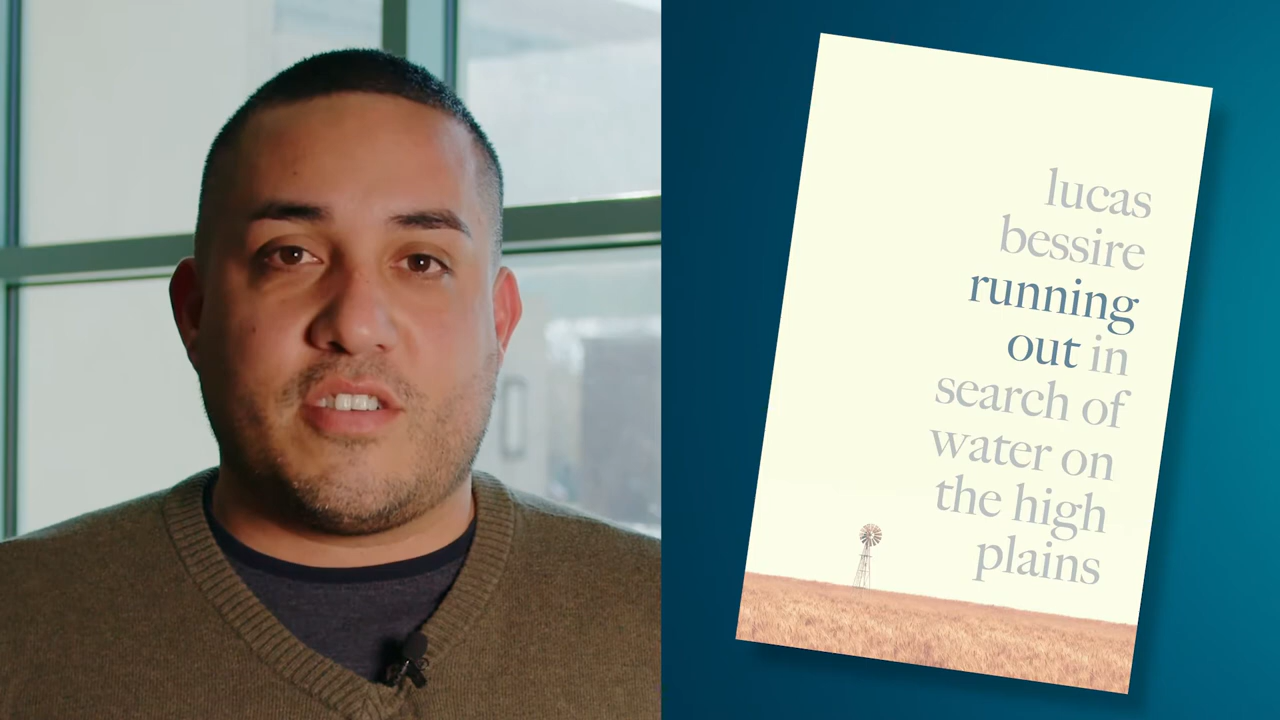 lucas
bessire
running
out in
search of
water on
the high
plains